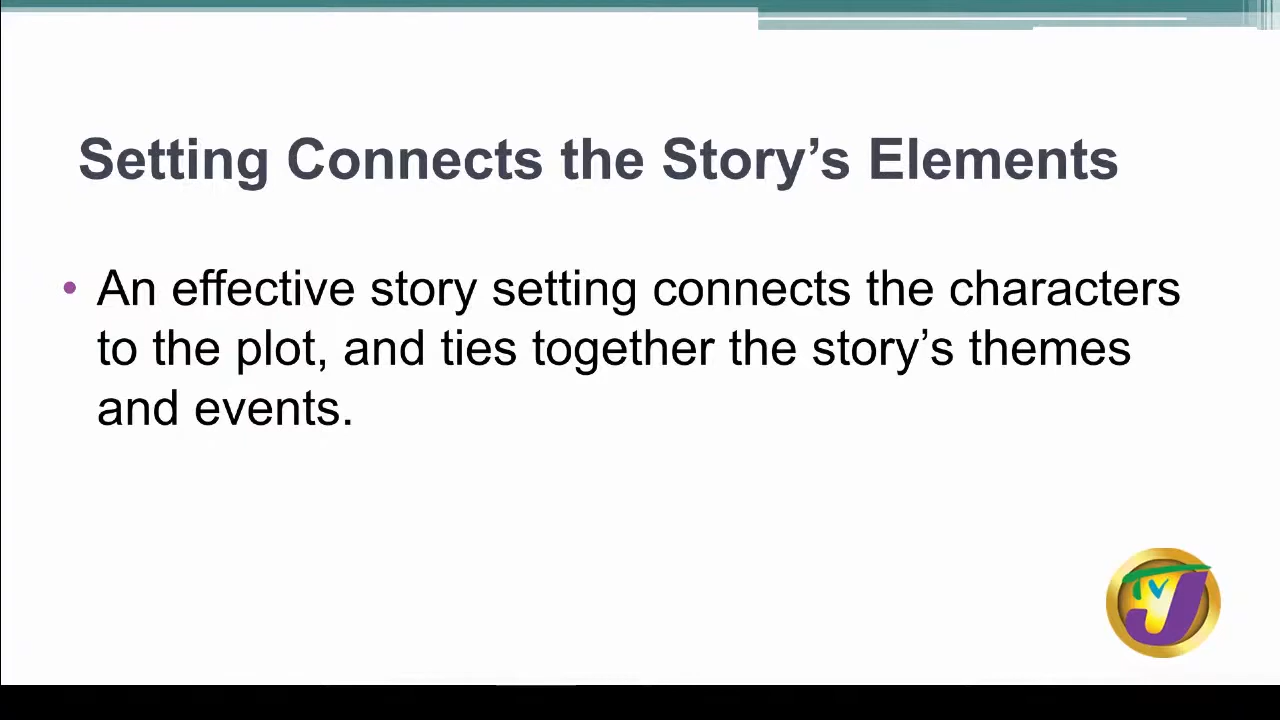 Setting Connects the Story’s Elements
• An effective story setting connects the characters
to the plot, and ties together the story’s themes
and events.
TVJ